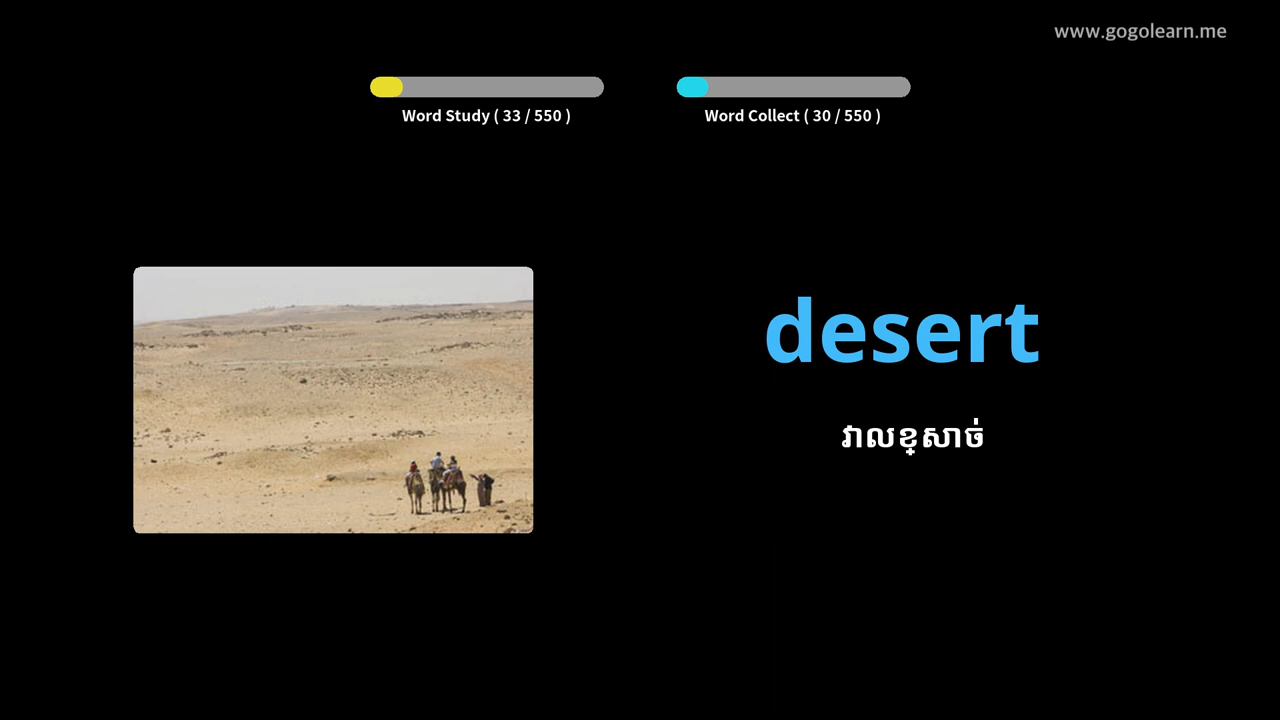 www.gogolearn.me
Word Study ( 33 / 550 )
Word Collect ( 30 / 550 )
desert
វាលខ្សាច់